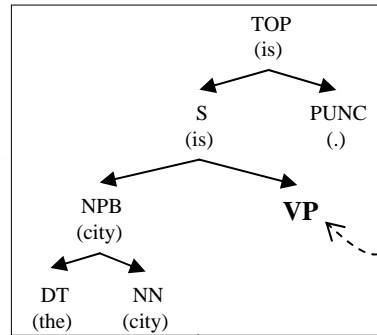 TOP
(is)
S PUNC
(is) (.)
NPB VP
(city)
DT NN
(the) (city)